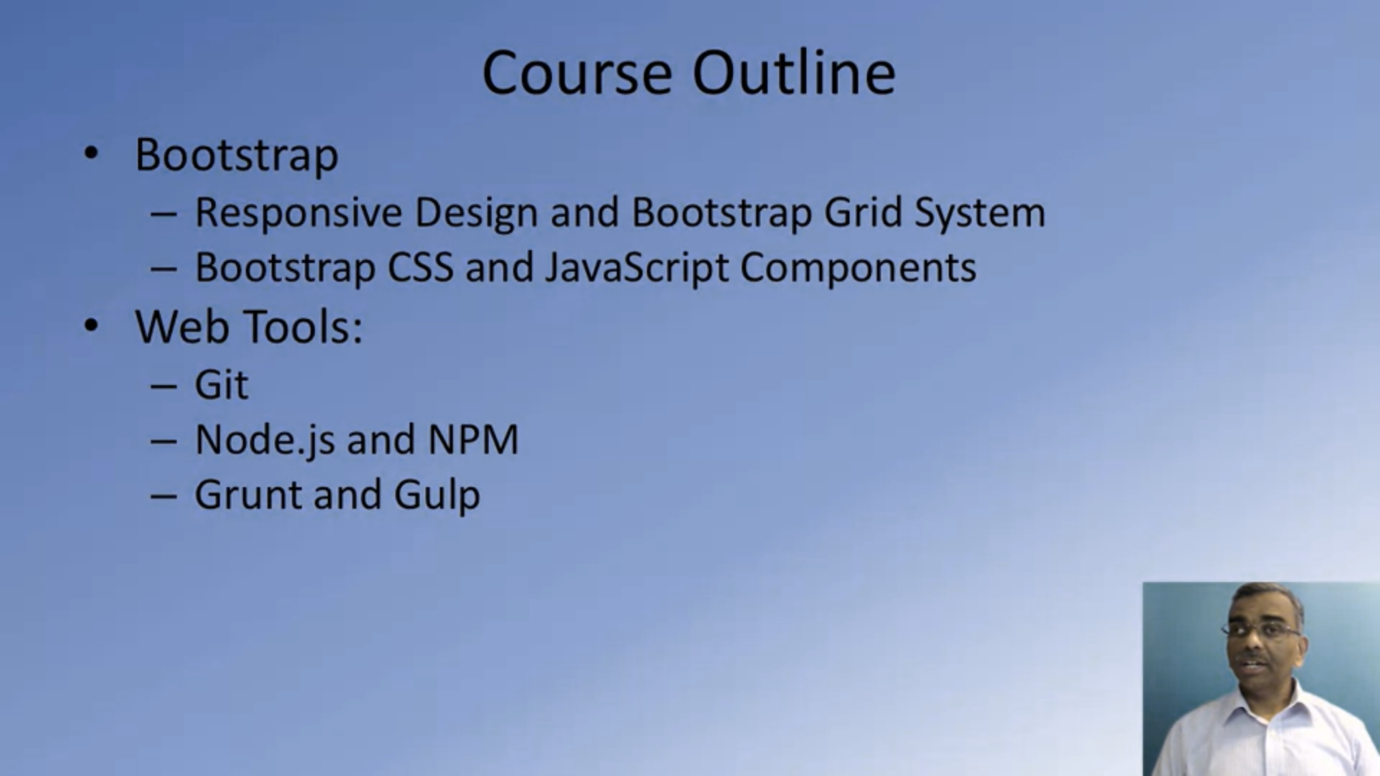 Course Outline
• Bootstrap
– Responsive Design and Bootstrap Grid System
– Bootstrap CSS and JavaScript Components
• Web Tools:
– Git
– Node.js and NPM
– Grunt and Gulp